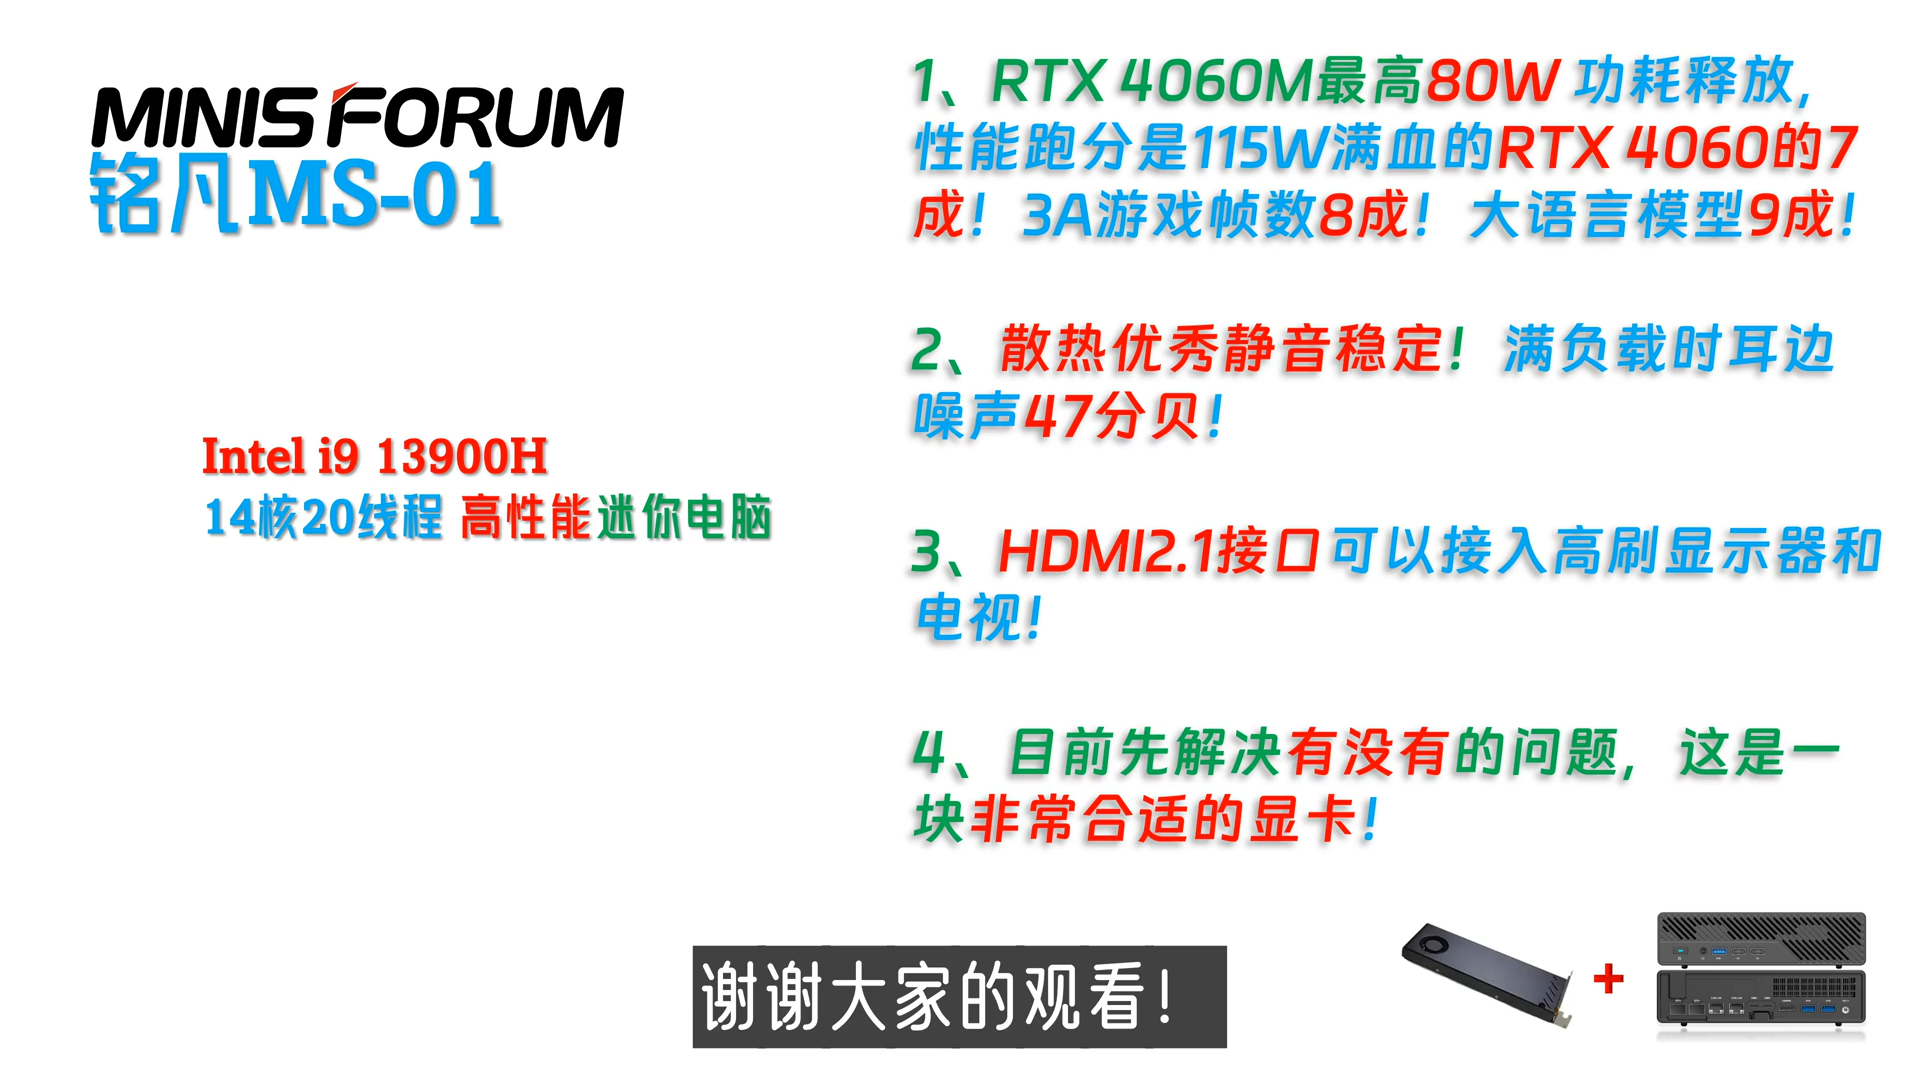 MINISFORUM
铭凡MS-01
Intel i9 13900H
14核20线程 高性能迷你电脑
1、RTX 4060M最高80W 功耗释放,
性能跑分是115W满血的RTX 4060的7
成！3A游戏帧数8成！大语言模型9成！
2、散热优秀静音稳定！满负载时耳边
噪声47分贝！
3、HDMI2.1接口可以接入高刷显示器和
电视！
4、目前先解决有没有的问题，这是一
块非常合适的显卡！
谢谢大家的观看！